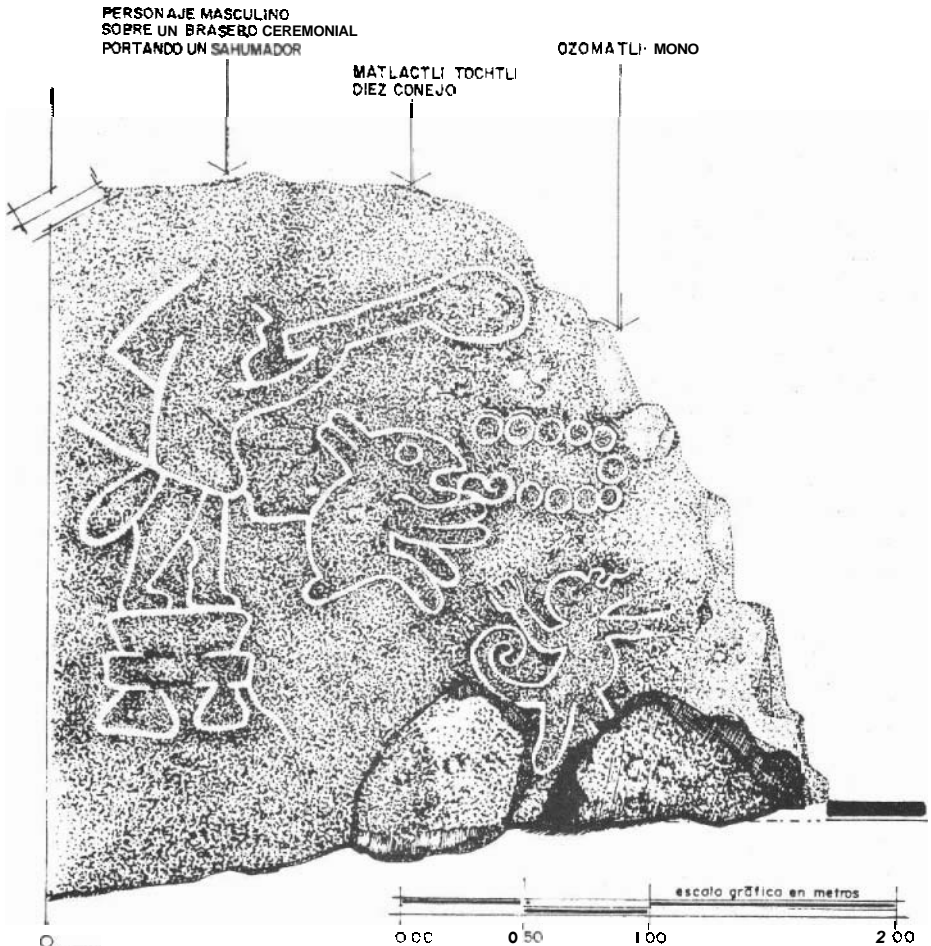 PERSONAJE MASCULINO
SOBRE UN BRASERO CEREMONIAL
PORTANDO UN SAHUMADOR
MATLACTLI TOCHTLI
DIEZ CONEJO
OZOMATLI· MONO
escala gráfica en metros
0 00 0 50 1 00 2 00